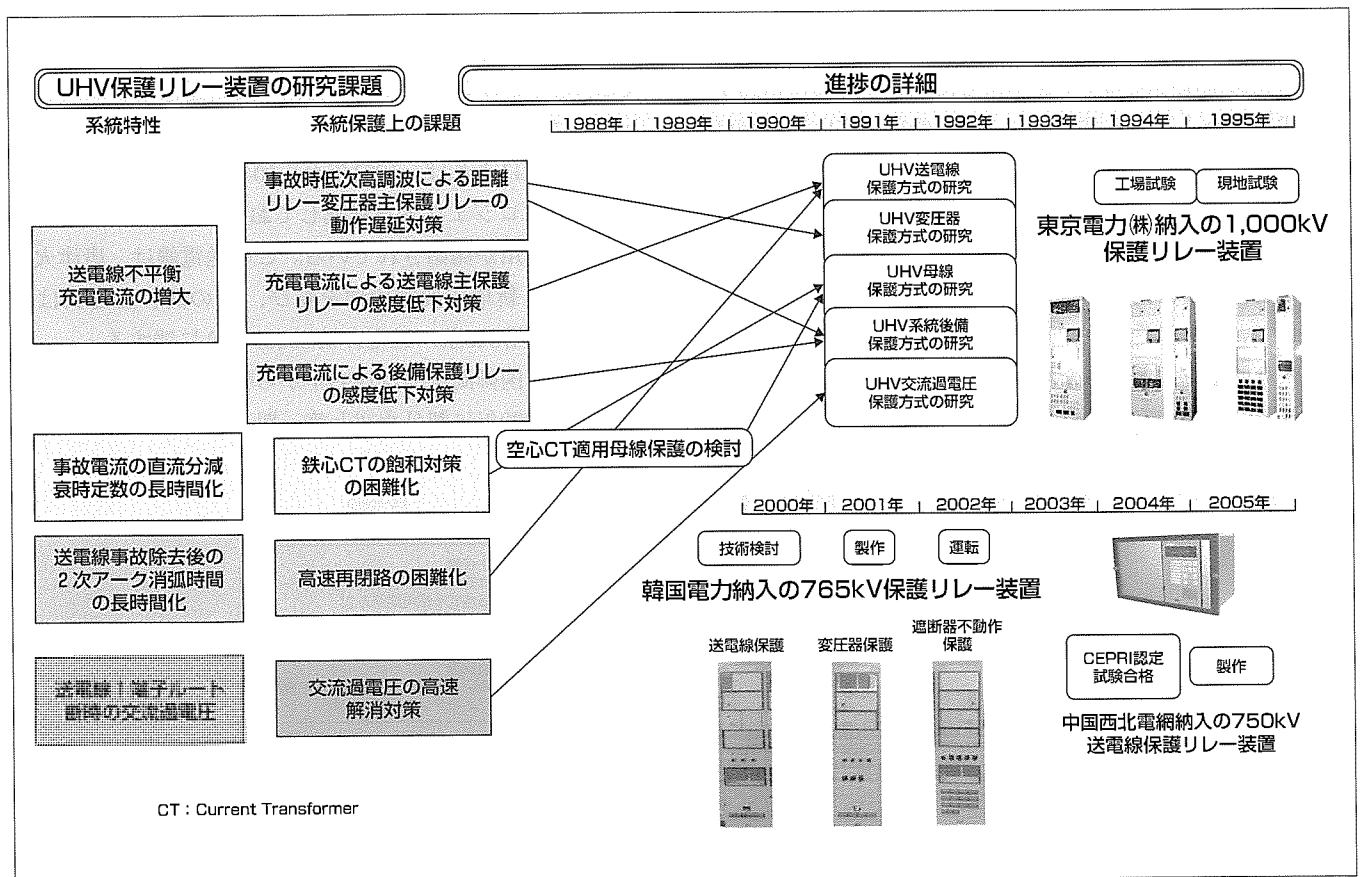 UHV保護リレー装置の研究課題
進捗の詳細
系統特性
系統保護上の課題
1988年
1989年
1990年
1991年
1992年
1993年
1994年
1995年
送電線不平衡
充電電流の増大
事故時低次高調波による距離
リレー変圧器主保護リレーの
動作遅延対策
充電電流による送電線主保護
リレーの感度低下対策
充電電流による後備保護リレー
の感度低下対策
事故電流の直流分減
衰時定数の長時間化
鉄心CTの飽和対策
の困難化
空心CT適用母線保護の検討
送電線事故除去後の
2次アーク消弧時間
の長時間化
高速再閉路の困難化
送電線1端子ルート
断時の交流過電圧
交流過電圧の高速
解消対策
CT:Current Transformer
UHV送電線
保護方式の研究
UHV変圧器
保護方式の研究
UHV母線
保護方式の研究
UHV系統後備
保護方式の研究
UHV交流過電圧
保護方式の研究
工場試験
現地試験
東京電力㈱納入の1,000kV
保護リレー装置
2000年
2001年
2002年
2003年
2004年
2005年
技術検討
製作
運転
韓国電力納入の765kV保護リレー装置
送電線保護
変圧器保護
遮断器不動作
保護
CEPRI認定
試験合格
製作
中国西北電網納入の750kV
送電線保護リレー装置